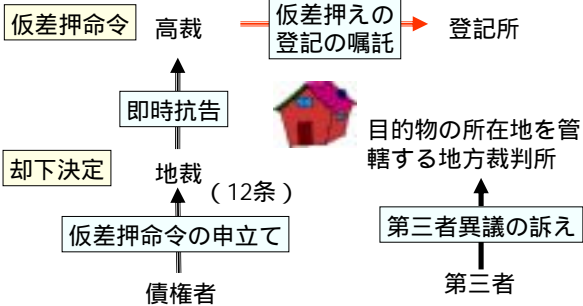 仮差押命令
高裁
仮差押えの
登記の嘱託
登記所
即時抗告
目的物の所在地を管
轄する地方裁判所
却下決定
地裁
(12条)
仮差押命令の申立て
第三者異議の訴え
債権者
第三者